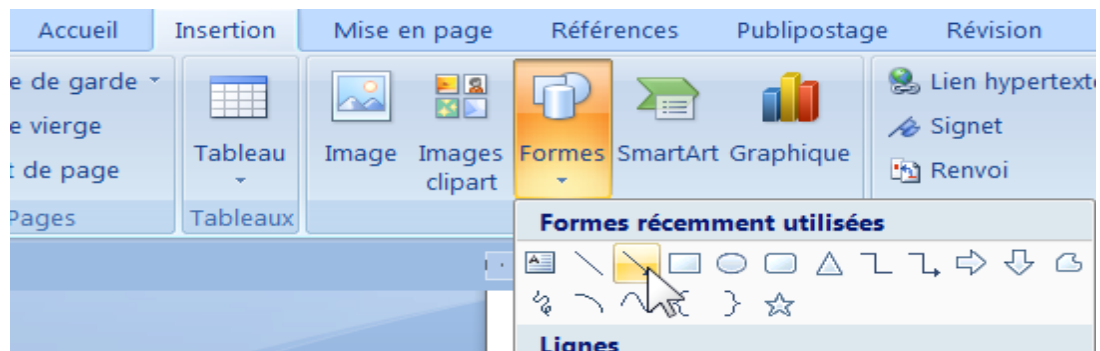 Accueil Insertion Mise en page Références Publipostage Révision
e de garde
e vierge
t de page
Pages
Tableau
Tableaux
Image Images clipart Formes SmartArt Graphique
Lien hypertexte
Signet
Renvoi
Formes récemment utilisées
Lignes